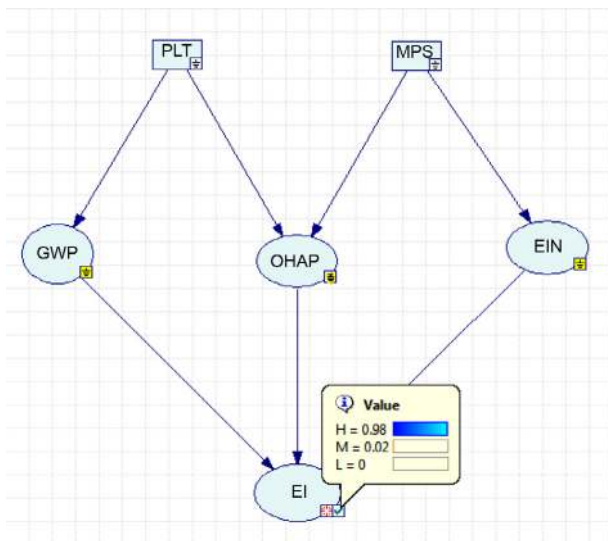 PLT
MPS
GWP
OHAP
EIN
Value
H = 0.98
M = 0.02
L = 0
EI